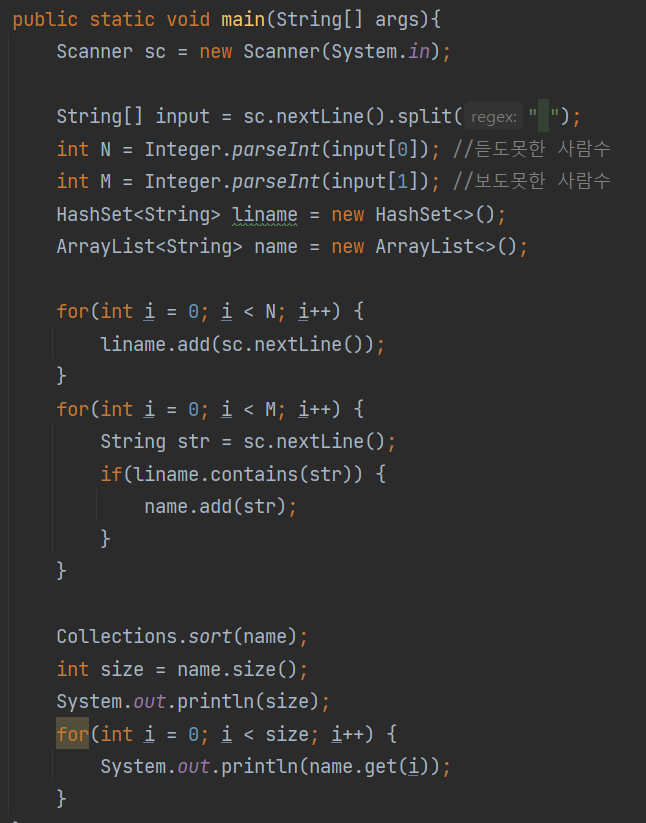 public static void main(String[] args){
    Scanner sc = new Scanner(System.in);
    String[] input = sc.nextLine().split( regex: " ");
    int N = Integer.parseInt(input[0]); //듣도못한 사람수
    int M = Integer.parseInt(input[1]); //보도못한 사람수
    HashSet<String> liname = new HashSet<>();
    ArrayList<String> name = new ArrayList<>();
    for(int i = 0; i < N; i++) {
        liname.add(sc.nextLine());
    }
    for(int i = 0; i < M; i++) {
        String str = sc.nextLine();
        if(liname.contains(str)) {
            name.add(str);
        }
    }
    Collections.sort(name);
    int size = name.size();
    System.out.println(size);
    for(int i = 0; i < size; i++) {
        System.out.println(name.get(i));
    }